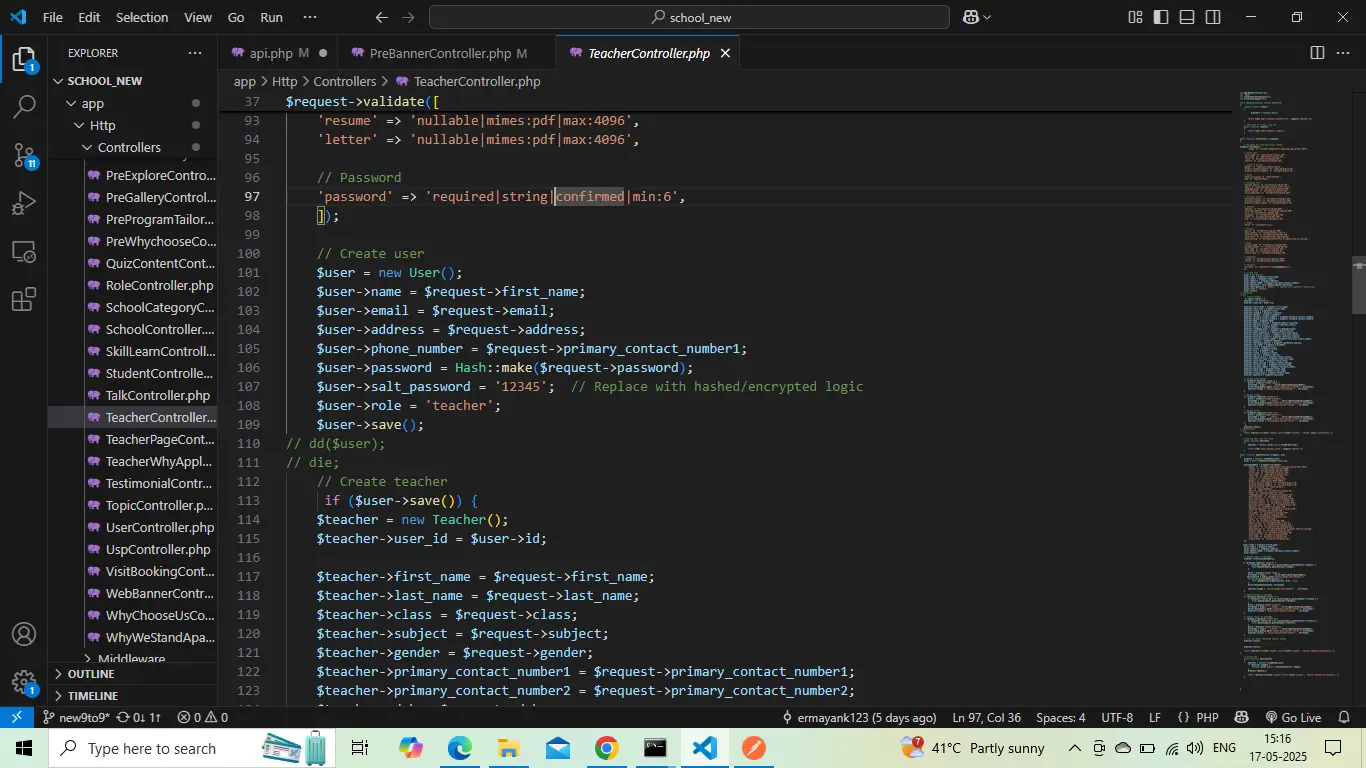 File Edit Selection View Go Run ··· school_new
EXPLORER ···
SCHOOL_NEW
app
Http
Controllers
PreExploreContro...
PreGalleryControl...
PreProgramTailor...
PreWhychooseCo...
QuizContentCont...
RoleController.php
SchoolCategoryC...
SchoolController....
SkillLearnControll...
StudentControlle...
TalkController.php
TeacherController...
TeacherPageCont...
TeacherWhyAppl...
TestimonialContr...
TopicController.p...
UserController.php
UspController.php
VisitBookingCont...
WebBannerContr...
WhyChooseUsCo...
WhyWeStandApa...
Middleware
OUTLINE
TIMELINE
1
11
1
api.php M ● PreBannerController.php M TeacherController.php
app > Http > Controllers > TeacherController.php
37 $request->validate([
93 'resume' => 'nullable|mimes:pdf|max:4096',
94 'letter' => 'nullable|mimes:pdf|max:4096',
95
96 // Password
97 'password' => 'required|string|confirmed|min:6',
98 ]);
99
100 // Create user
101 $user = new User();
102 $user->name = $request->first_name;
103 $user->email = $request->email;
104 $user->address = $request->address;
105 $user->phone_number = $request->primary_contact_number1;
106 $user->password = Hash::make($request->password);
107 $user->salt_password = '12345'; // Replace with hashed/encrypted logic
108 $user->role = 'teacher';
109 $user->save();
110 // dd($user);
111 // die;
112 // Create teacher
113 if ($user->save()) {
114 $teacher = new Teacher();
115 $teacher->user_id = $user->id;
116
117 $teacher->first_name = $request->first_name;
118 $teacher->last_name = $request->last_name;
119 $teacher->class = $request->class;
120 $teacher->subject = $request->subject;
121 $teacher->gender = $request->gender;
122 $teacher->primary_contact_number1 = $request->primary_contact_number1;
123 $teacher->primary_contact_number2 = $request->primary_contact_number2;
new9to9* 0↓ 1↑ 0 0 ermayank123 (5 days ago) Ln 97, Col 36 Spaces: 4 UTF-8 LF {} PHP Go Live
Type here to search 7 41°C Partly sunny ENG 15:16
17-05-2025